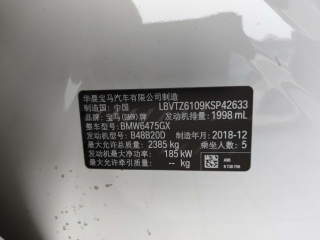 华晨宝马汽车有限公司制造
制造国：中国 LBVTZ6109KSP42633
品牌：宝马(BMW)牌 发动机排量：1998 mL
整车型号：BMW6475GX
发动机型号：B48B20D 制造年月：2018-12
最大允许总质量：2385 kg 乘坐人数：5
发动机最大净功率：185 kW
最大允许牵引质量：-- kg